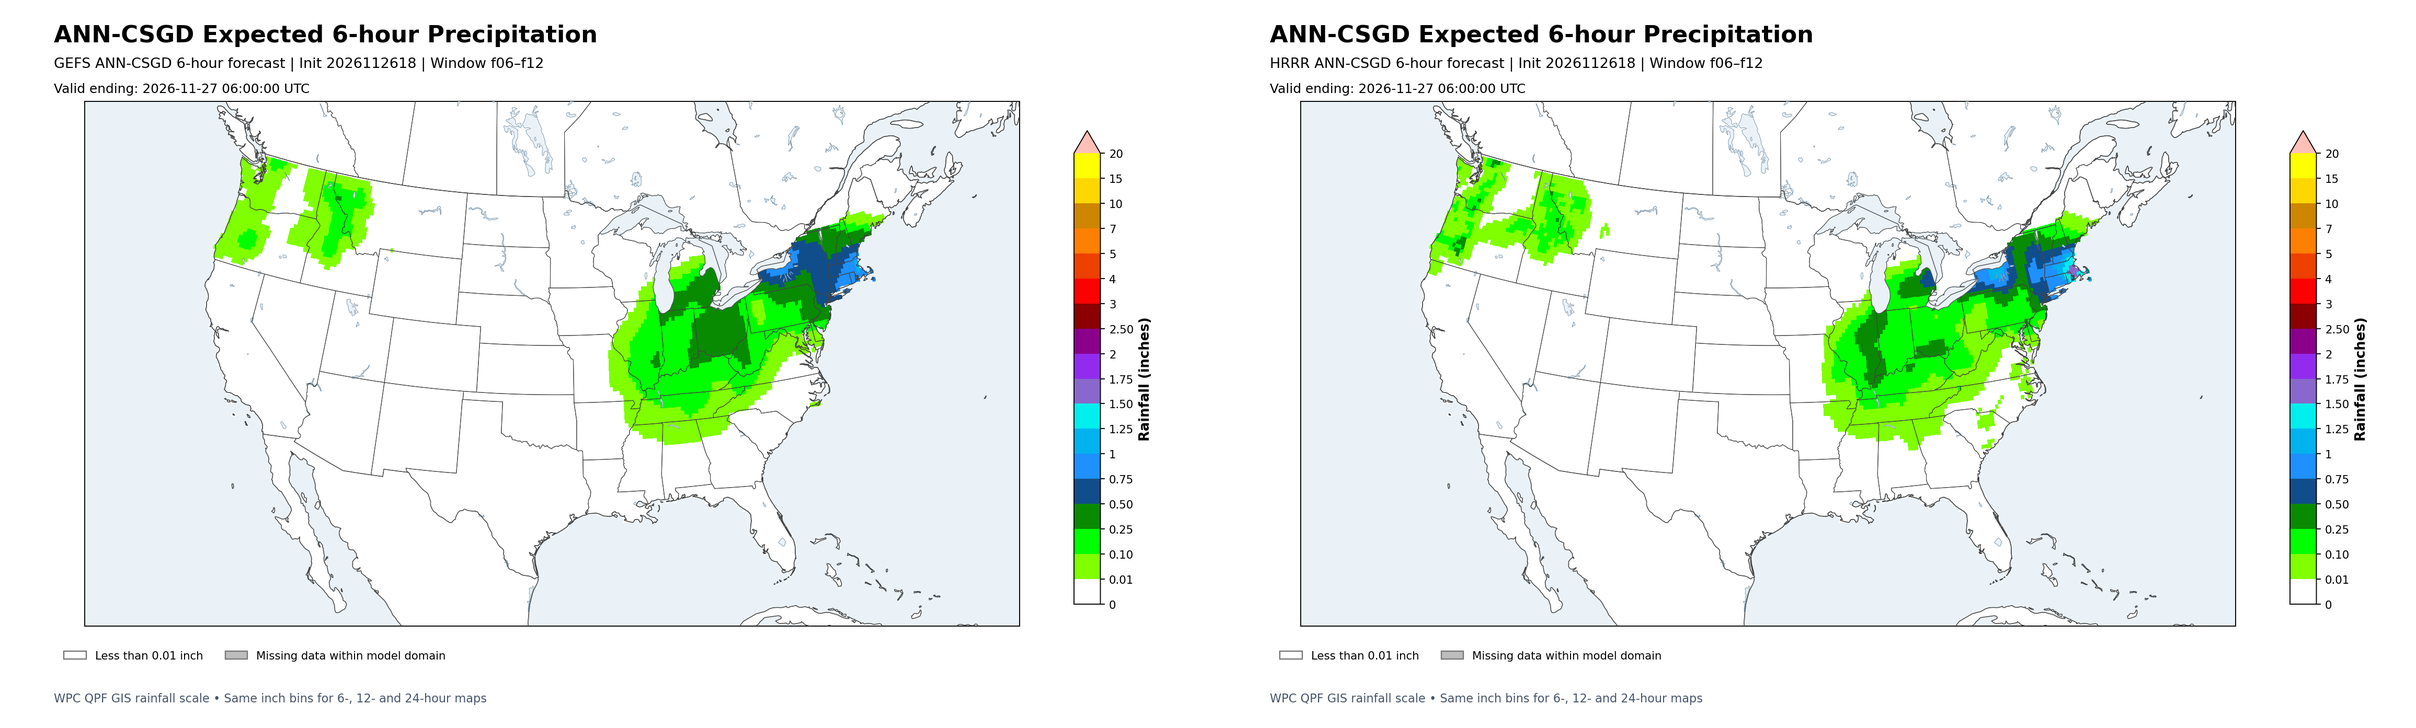 ANN-CSGD Expected 6-hour Precipitation
GEFS ANN-CSGD 6-hour forecast | Init 2026112618 | Window f06–f12
Valid ending: 2026-11-27 06:00:00 UTC
20
15
10
7
5
4
3
2.50
2
1.75
1.50
1.25
1
0.75
0.50
0.25
0.10
0.01
0
Rainfall (inches)
Less than 0.01 inch
Missing data within model domain
WPC QPF GIS rainfall scale • Same inch bins for 6-, 12- and 24-hour maps
ANN-CSGD Expected 6-hour Precipitation
HRRR ANN-CSGD 6-hour forecast | Init 2026112618 | Window f06–f12
Valid ending: 2026-11-27 06:00:00 UTC
20
15
10
7
5
4
3
2.50
2
1.75
1.50
1.25
1
0.75
0.50
0.25
0.10
0.01
0
Rainfall (inches)
Less than 0.01 inch
Missing data within model domain
WPC QPF GIS rainfall scale • Same inch bins for 6-, 12- and 24-hour maps